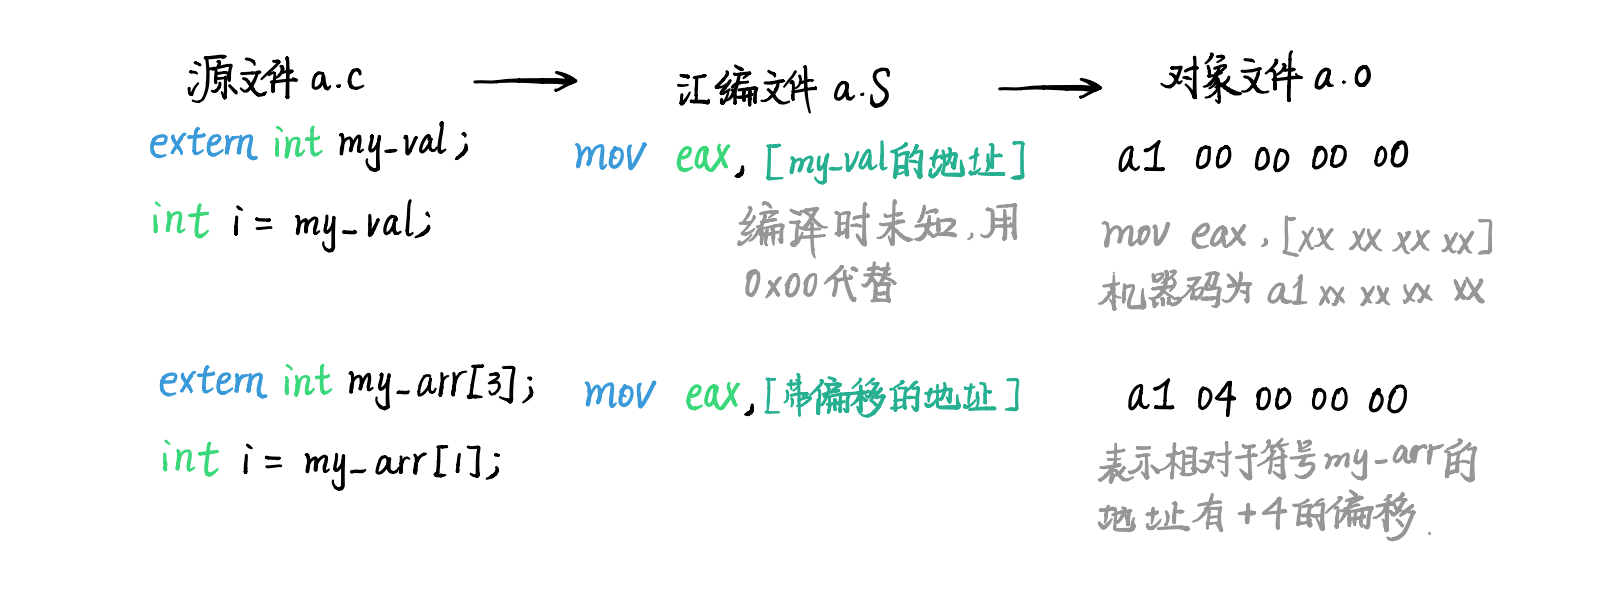 源文件 a.c → 汇编文件 a.S → 对象文件 a.o
extern int my_val; mov eax, [my_val的地址] a1 00 00 00 00
int i = my_val; 编译时未知,用 mov eax, [xx xx xx xx]
0x00代替 机器码为 a1 xx xx xx xx
extern int my_arr[3]; mov eax, [带偏移的地址] a1 04 00 00 00
int i = my_arr[1]; 表示相对于符号my_arr的
地址有+4的偏移.